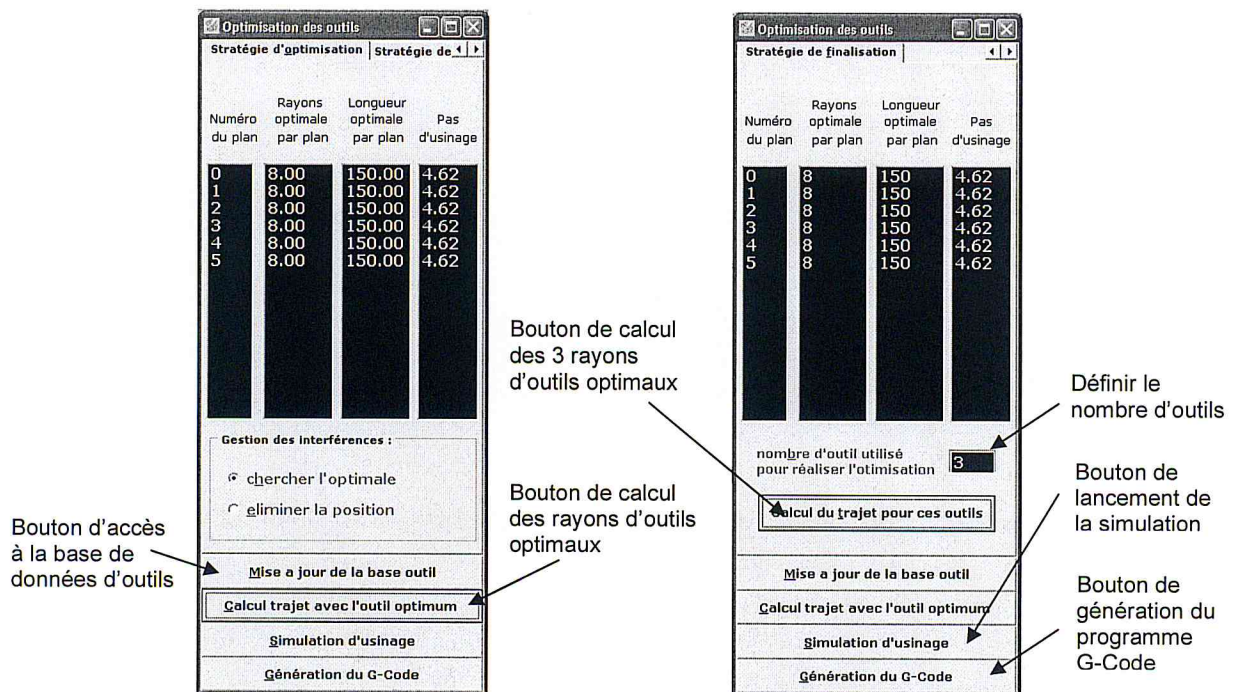 Optimisation des outils
Stratégie d'optimisation Stratégie de
Numéro du plan
Rayons optimale par plan
Longueur optimale par plan
Pas d'usinage
0 8.00 150.00 4.62
1 8.00 150.00 4.62
2 8.00 150.00 4.62
3 8.00 150.00 4.62
4 8.00 150.00 4.62
5 8.00 150.00 4.62
Gestion des interférences :
chercher l'optimale
eliminer la position
Mise a jour de la base outil
Calcul trajet avec l'outil optimum
Simulation d'usinage
Génération du G-Code
Bouton d'accès
à la base de
données d'outils
Bouton de calcul
des 3 rayons
d'outils optimaux
Bouton de calcul
des rayons d'outils
optimaux
Optimisation des outils
Stratégie de finalisation
Numéro du plan
Rayons optimale par plan
Longueur optimale par plan
Pas d'usinage
0 8 150 4.62
1 8 150 4.62
2 8 150 4.62
3 8 150 4.62
4 8 150 4.62
5 8 150 4.62
nombre d'outil utilisé
pour réaliser l'otimisation 3
Calcul du trajet pour ces outils
Mise a jour de la base outil
Calcul trajet avec l'outil optimum
Simulation d'usinage
Génération du G-Code
Définir le
nombre d'outils
Bouton de
lancement de
la simulation
Bouton de
génération du
programme
G-Code